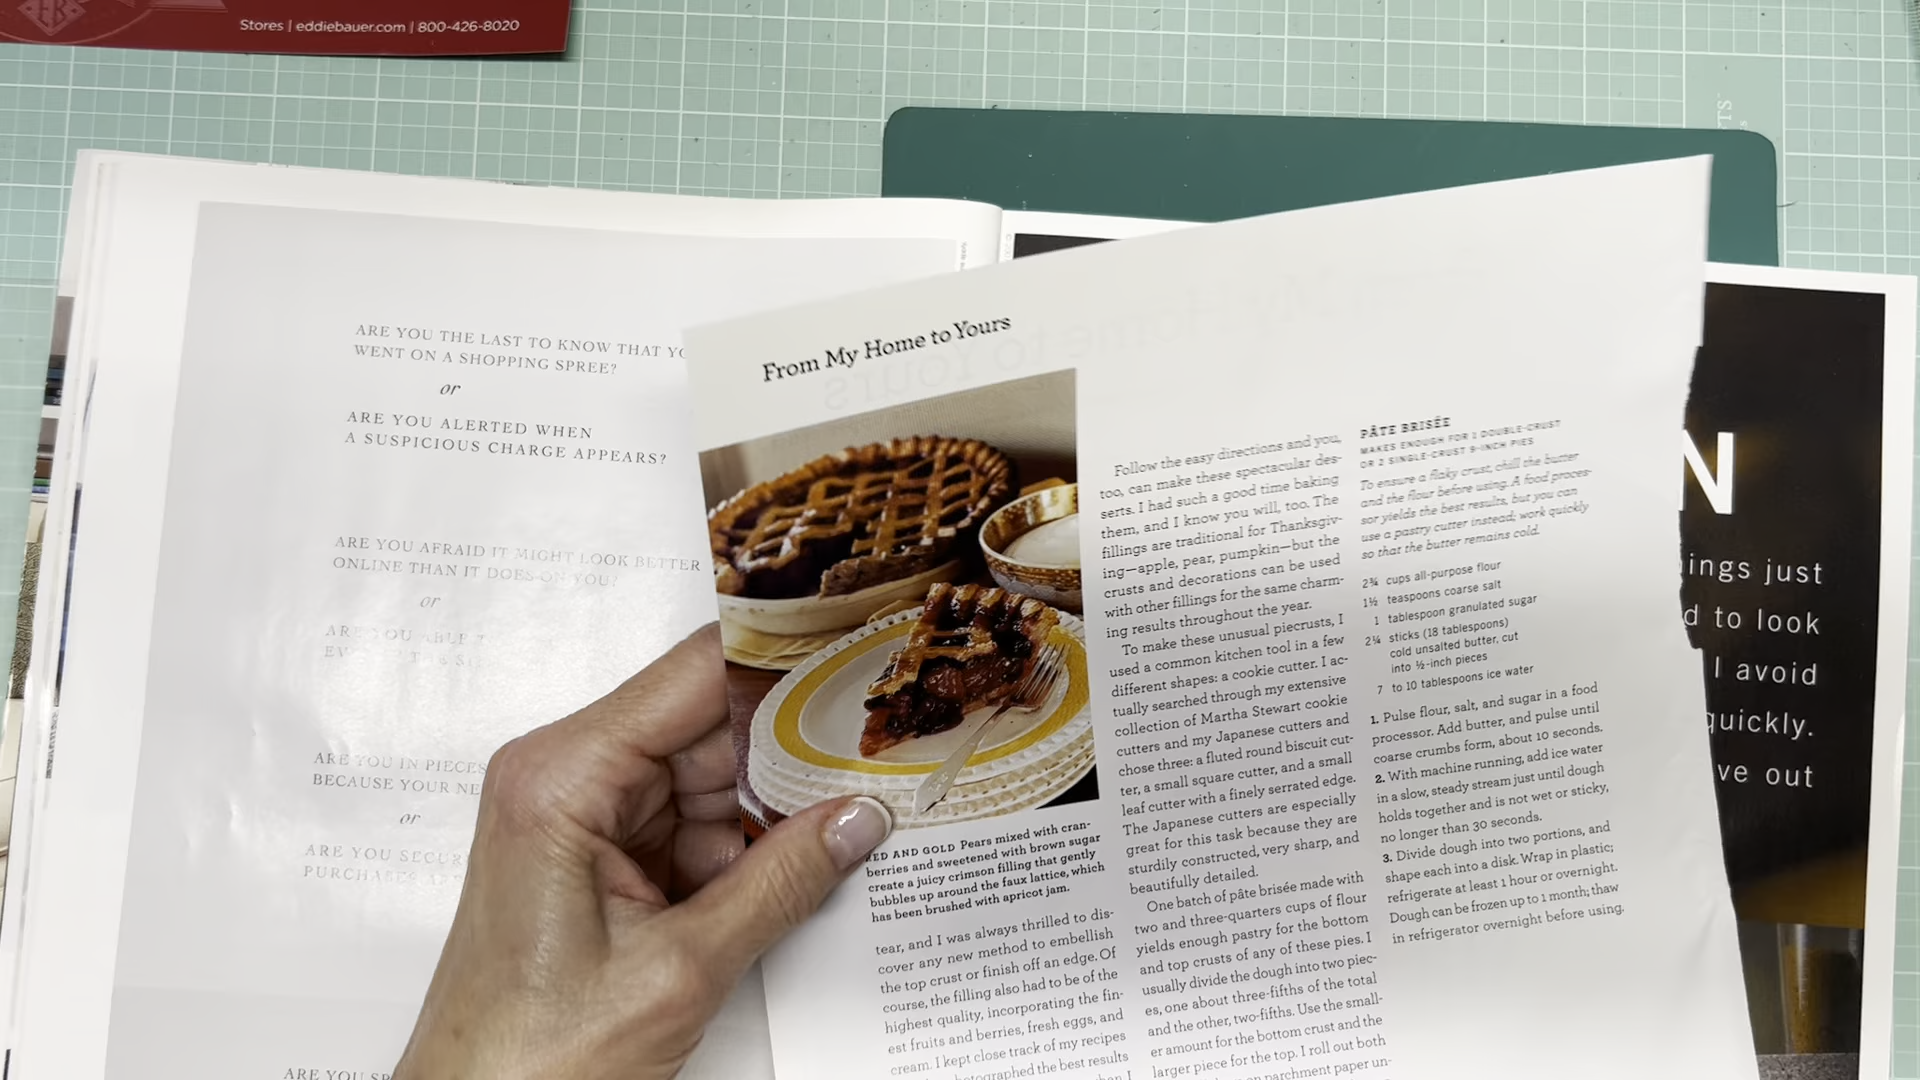 Stores | eddiebauer.com | 800-426-8020
ARE YOU THE LAST TO KNOW THAT YO
WENT ON A SHOPPING SPREE?
or
ARE YOU ALERTED WHEN
A SUSPICIOUS CHARGE APPEARS?
ARE YOU AFRAID IT MIGHT LOOK BETTER
ONLINE THAN IT DOES ON YOU?
or
ARE YOU ABLE
ARE YOU IN PIECES
BECAUSE YOUR NE
or
ARE YOU SECUR
ARE YOU SP
From My Home to Yours
RED AND GOLD Pears mixed with cran-
berries and sweetened with brown sugar
create a juicy crimson filling that gently
bubbles up around the faux lattice, which
has been brushed with apricot jam.
tear, and I was always thrilled to dis-
cover any new method to embellish
the top crust or finish off an edge. Of
course, the filling also had to be of the
highest quality, incorporating the fin-
est fruits and berries, fresh eggs, and
cream. I kept close track of my recipes
photographed the best results
Follow the easy directions and you,
too, can make these spectacular des-
serts. I had such a good time baking
them, and I know you will, too. The
fillings are traditional for Thanksgiv-
ing—apple, pear, pumpkin—but the
crusts and decorations can be used
with other fillings for the same charm-
ing results throughout the year.
To make these unusual piecrusts, I
used a common kitchen tool in a few
different shapes: a cookie cutter. I ac-
tually searched through my extensive
collection of Martha Stewart cookie
cutters and my Japanese cutters and
chose three: a fluted round biscuit cut-
ter, a small square cutter, and a small
leaf cutter with a finely serrated edge.
The Japanese cutters are especially
great for this task because they are
sturdily constructed, very sharp, and
beautifully detailed.
One batch of pâte brisée made with
two and three-quarters cups of flour
yields enough pastry for the bottom
and top crusts of any of these pies. I
usually divide the dough into two piec-
es, one about three-fifths of the total
and the other, two-fifths. Use the small-
er amount for the bottom crust and the
larger piece for the top. I roll out both
on parchment paper un-
PÂTE BRISÉE
MAKES ENOUGH FOR 1 DOUBLE-CRUST
OR 2 SINGLE-CRUST 9-INCH PIES
To ensure a flaky crust, chill the butter
and the flour before using. A food proces-
sor yields the best results, but you can
use a pastry cutter instead; work quickly
so that the butter remains cold.
2¾ cups all-purpose flour
1½ teaspoons coarse salt
1 tablespoon granulated sugar
2¼ sticks (18 tablespoons)
cold unsalted butter, cut
into ½-inch pieces
7 to 10 tablespoons ice water
1. Pulse flour, salt, and sugar in a food
processor. Add butter, and pulse until
coarse crumbs form, about 10 seconds.
2. With machine running, add ice water
in a slow, steady stream just until dough
holds together and is not wet or sticky,
no longer than 30 seconds.
3. Divide dough into two portions, and
shape each into a disk. Wrap in plastic;
refrigerate at least 1 hour or overnight.
Dough can be frozen up to 1 month; thaw
in refrigerator overnight before using.
N
ings just
d to look
I avoid
quickly.
ve out